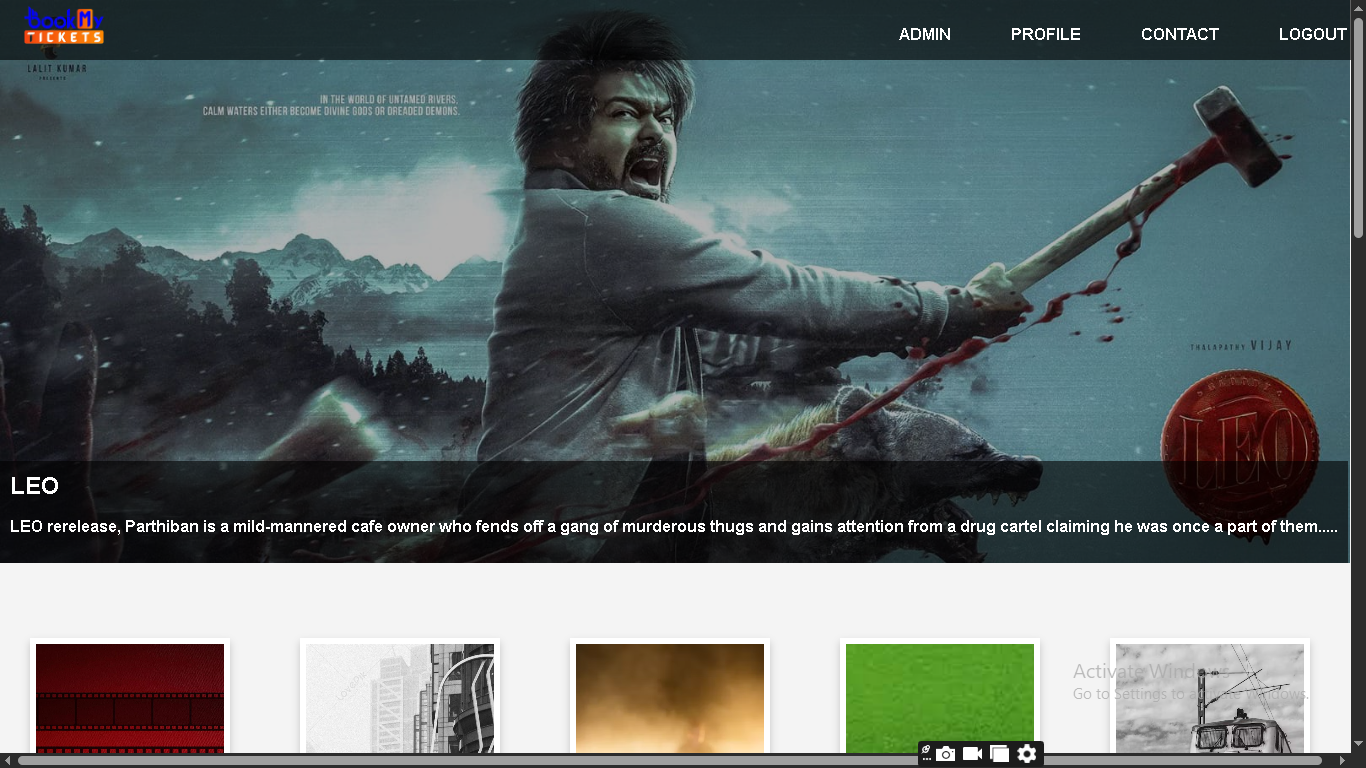 BookMy
TICKETS
ADMIN
PROFILE
CONTACT
LOGOUT
LALIT KUMAR
PRESENTS
IN THE WORLD OF UNTAMED RIVERS,
CALM WATERS EITHER BECOME DIVINE GODS OR DREADED DEMONS.
THALAPATHY VIJAY
LEO
LEO
LEO rerelease, Parthiban is a mild-mannered cafe owner who fends off a gang of murderous thugs and gains attention from a drug cartel claiming he was once a part of them.....
Activate Windows
Go to Settings to activate Windows.